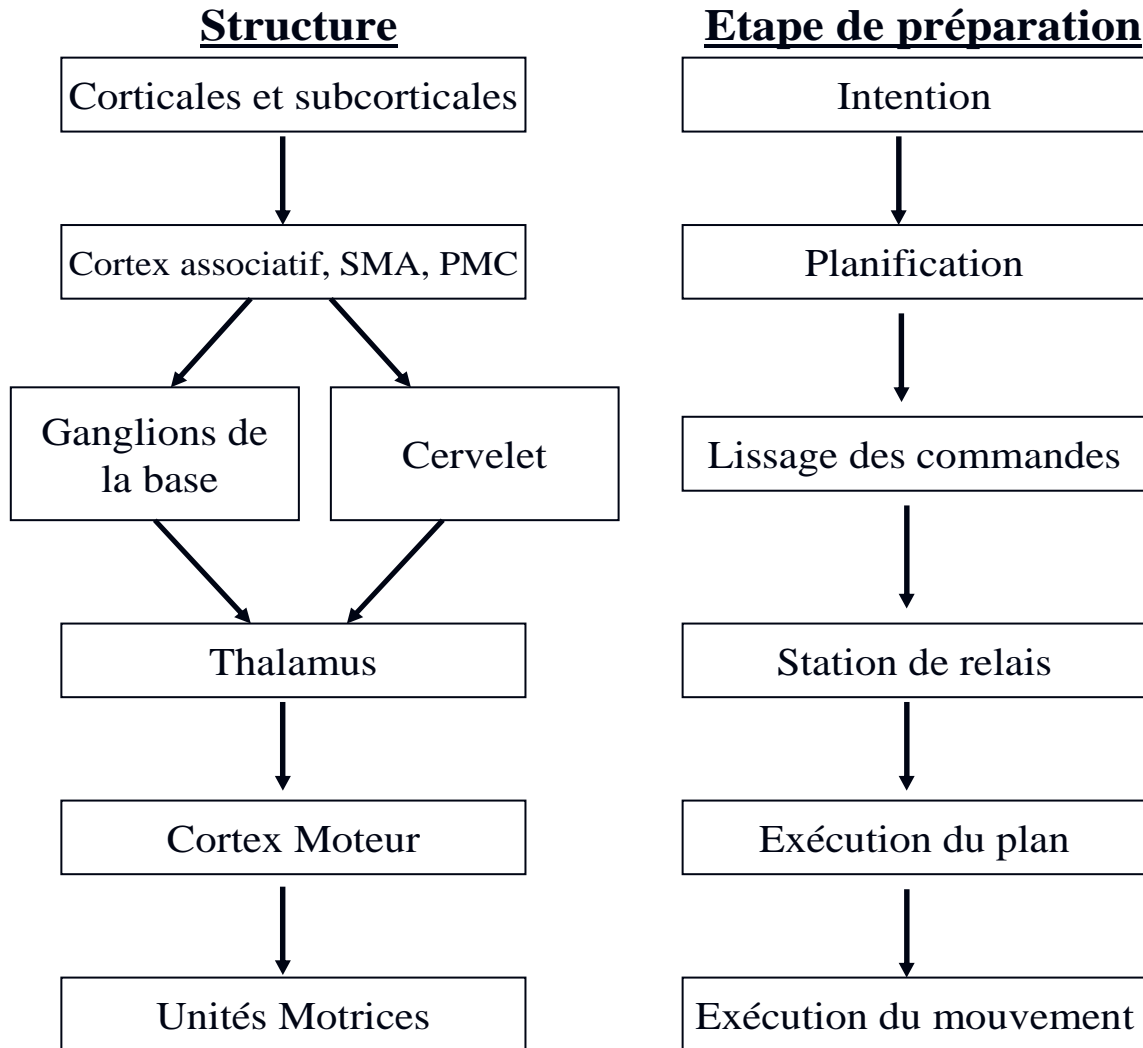 Structure
Etape de préparation
Corticales et subcorticales
Intention
Cortex associatif, SMA, PMC
Planification
Ganglions de
la base
Cervelet
Lissage des commandes
Thalamus
Station de relais
Cortex Moteur
Exécution du plan
Unités Motrices
Exécution du mouvement